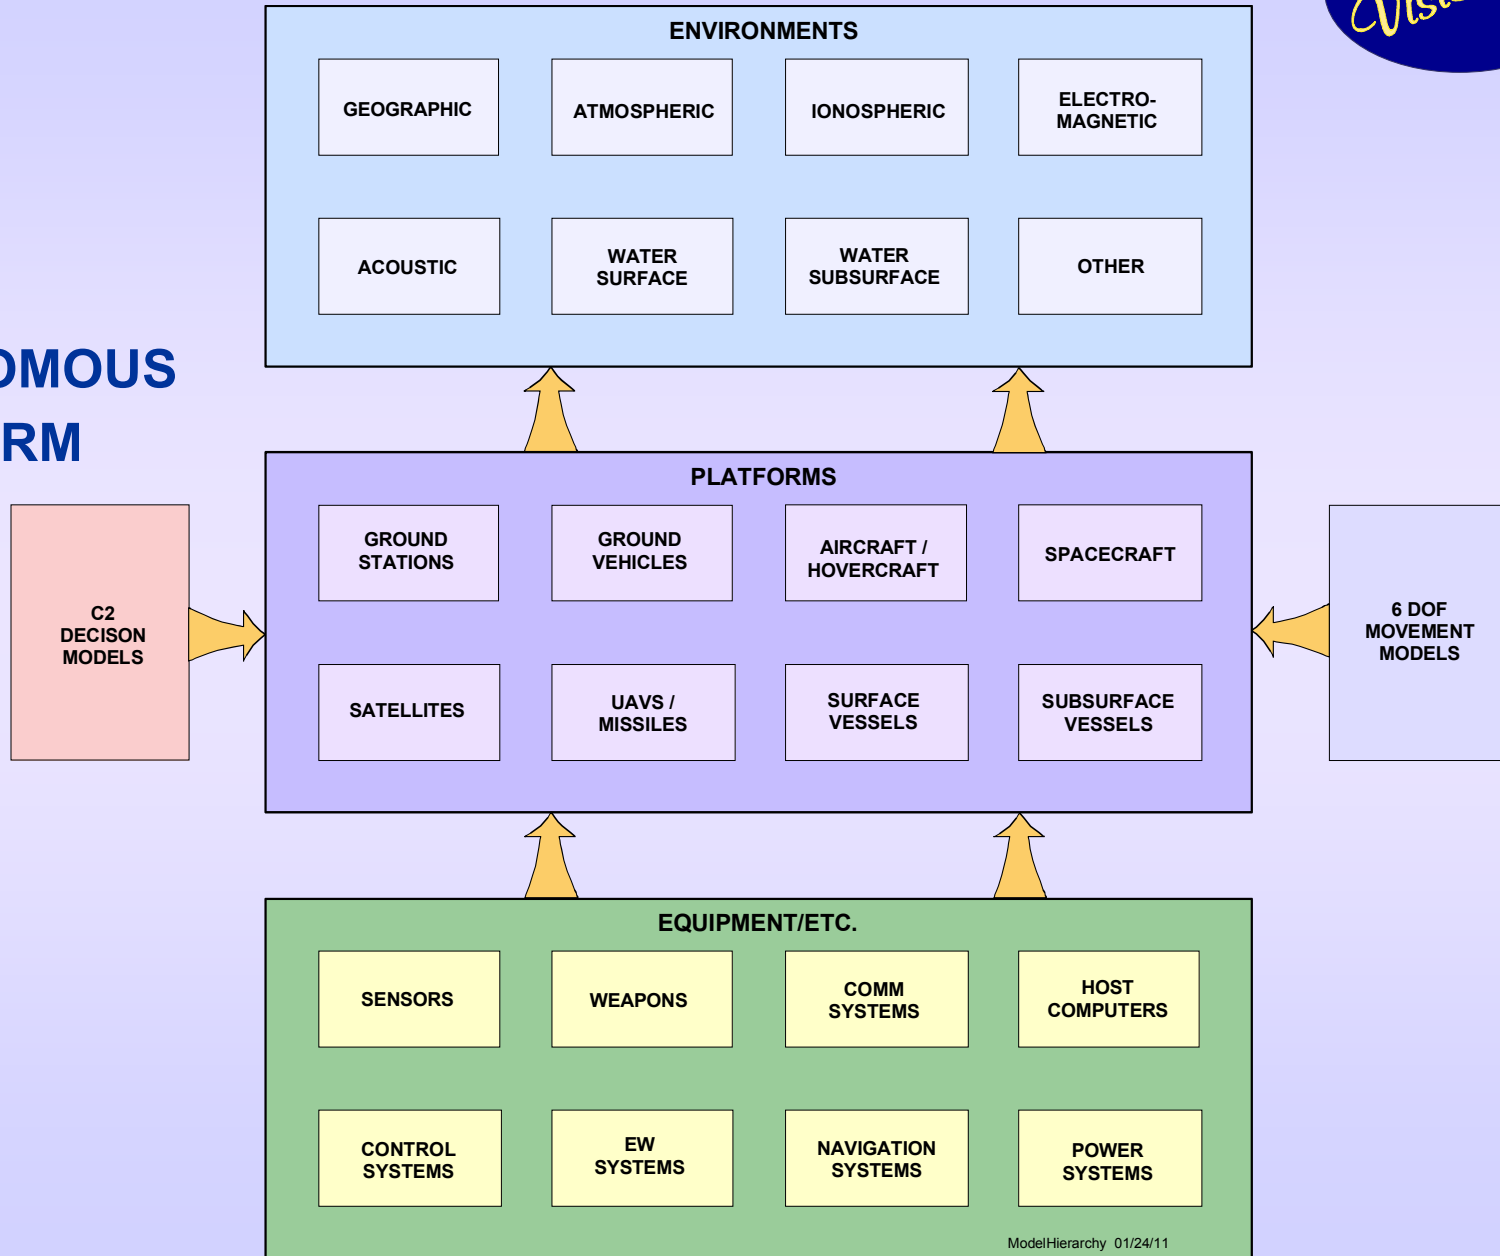 ENVIRONMENTS
GEOGRAPHIC
ATMOSPHERIC
IONOSPHERIC
ELECTRO-
MAGNETIC
ACOUSTIC
WATER
SURFACE
WATER
SUBSURFACE
OTHER
PLATFORMS
GROUND
STATIONS
GROUND
VEHICLES
AIRCRAFT /
HOVERCRAFT
SPACECRAFT
C2
DECISON
MODELS
6 DOF
MOVEMENT
MODELS
SATELLITES
UAVS /
MISSILES
SURFACE
VESSELS
SUBSURFACE
VESSELS
EQUIPMENT/ETC.
SENSORS
WEAPONS
COMM
SYSTEMS
HOST
COMPUTERS
CONTROL
SYSTEMS
EW
SYSTEMS
NAVIGATION
SYSTEMS
POWER
SYSTEMS
ModelHierarchy 01/24/11